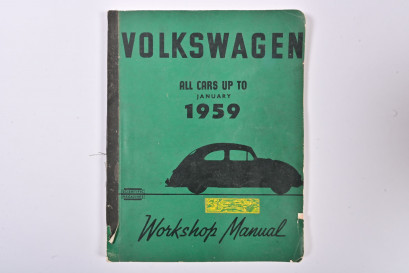 VOLKSWAGEN
ALL CARS UP TO
JANUARY
1959
Workshop Manual